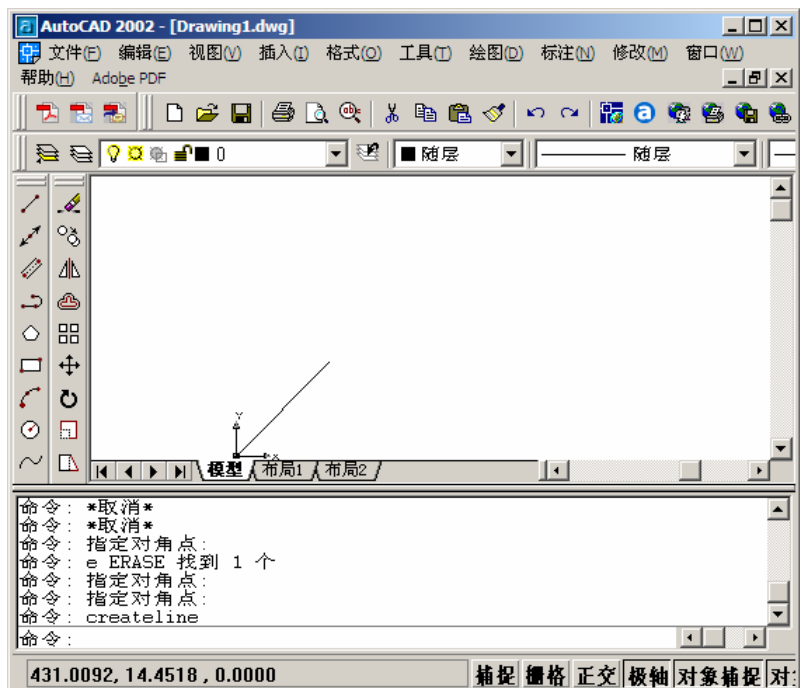 AutoCAD 2002 - [Drawing1.dwg]
文件(F) 编辑(E) 视图(V) 插入(I) 格式(O) 工具(T) 绘图(D) 标注(N) 修改(M) 窗口(W)
帮助(H) Adobe PDF
0 随层 随层
Y
X
模型 布局1 布局2
命令: *取消*
命令: *取消*
命令: 指定对角点:
命令: e ERASE 找到 1 个
命令: 指定对角点:
命令: 指定对角点:
命令: createline
命令:
431.0092, 14.4518 , 0.0000 捕捉 栅格 正交 极轴 对象捕捉 对